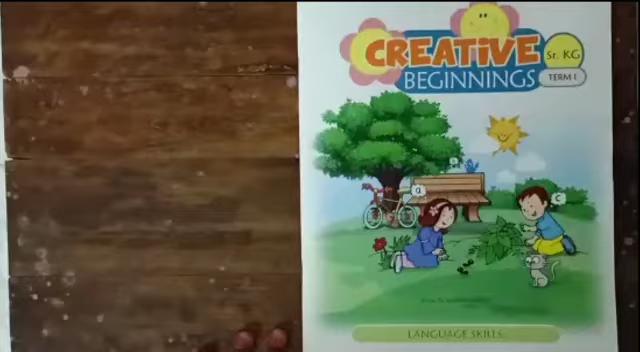 CREATIVE
Sr. KG
BEGINNINGS
TERM I
a
a
c
LANGUAGE SKILLS